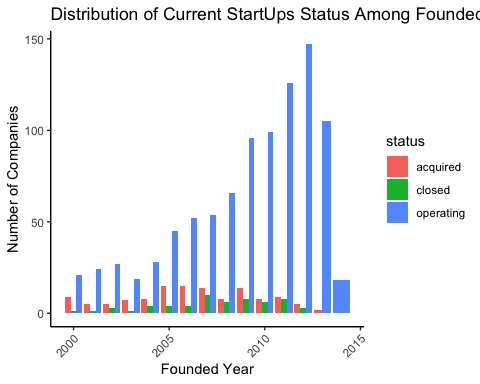 Distribution of Current StartUps Status Among Founded
150
100
50
0
Number of Companies
2000
2005
2010
2015
Founded Year
status
acquired
closed
operating